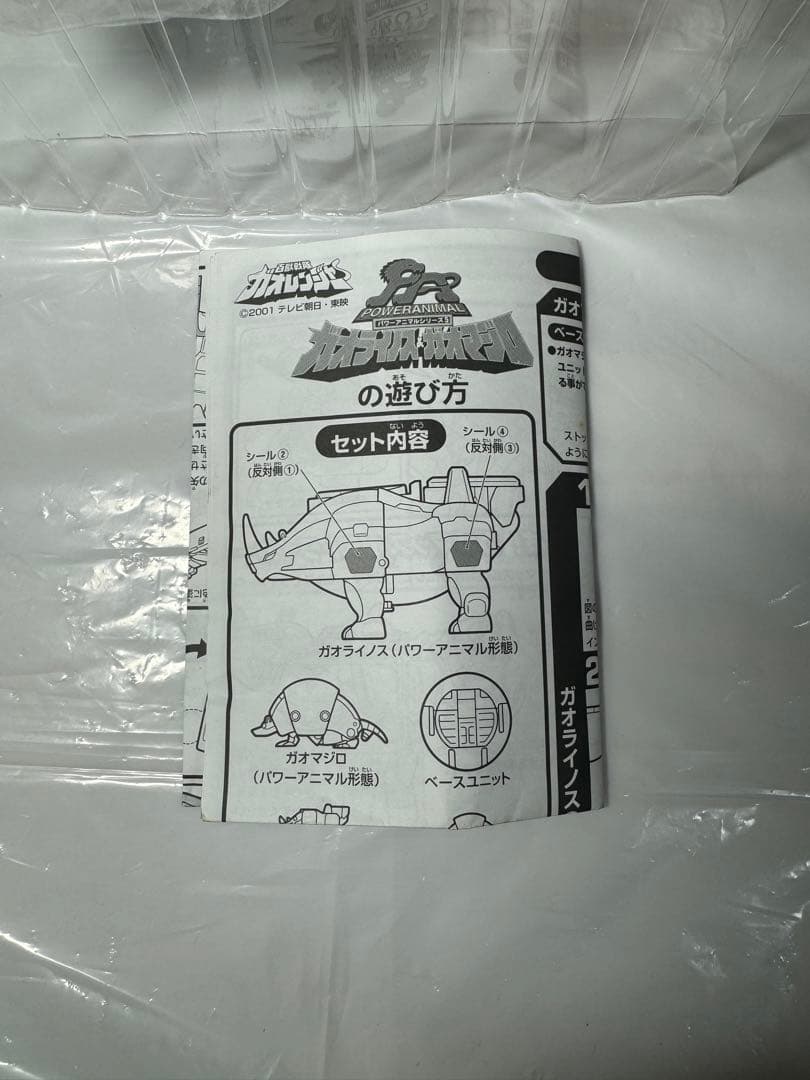 百獣戦隊
ガオレンジャー
©2001 テレビ朝日・東映
POWERANIMAL
パワーアニマルシリーズ5
ガオライノス&ガオマジロ
の遊び方
セット内容
シール②
(反対側①)
シール④
(反対側③)
ガオライノス(パワーアニマル形態)
ガオマジロ
(パワーアニマル形態)
ベースユニット
ガオ
ベース
●ガオマジ
ユニット
る事がで
ストッ
ように
1
2
ガオライノス